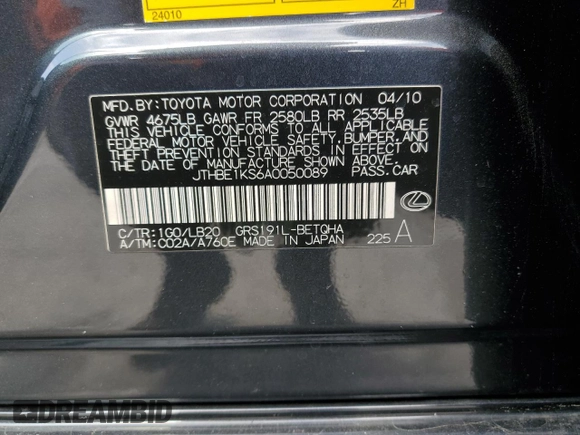 24010
ZH
MFD. BY: TOYOTA MOTOR CORPORATION 04/10
GVWR 4675LB GAWR FR 2580LB RR 2535LB
THIS VEHICLE CONFORMS TO ALL APPLICABLE
FEDERAL MOTOR VEHICLE SAFETY, BUMPER, AND
THEFT PREVENTION STANDARDS IN EFFECT ON
THE DATE OF MANUFACTURE SHOWN ABOVE.
JTHBE1KS6A0050089 PASS. CAR
C/TR: 1G0/LB20 GRS191L-BETQHA
A/TM: C02A/A760E MADE IN JAPAN 225 A
DREAMBID